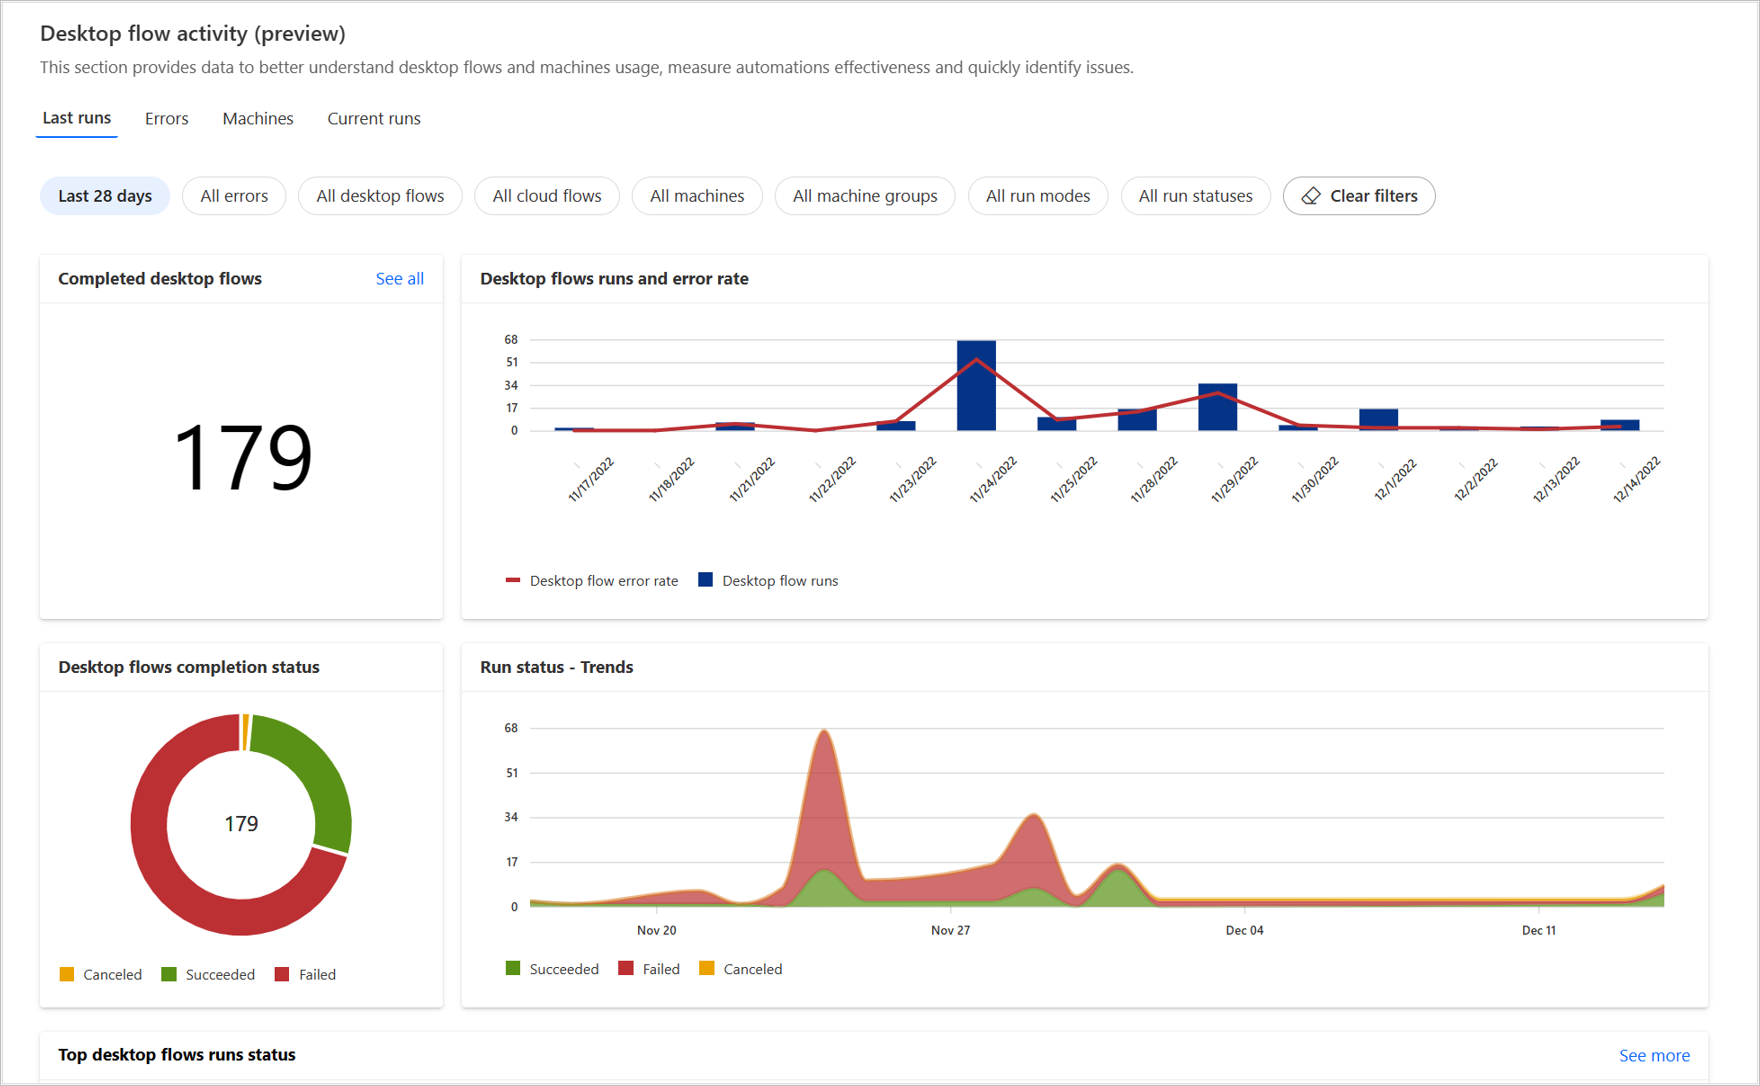 Desktop flow activity (preview)
This section provides data to better understand desktop flows and machines usage, measure automations effectiveness and quickly identify issues.
Last runs Errors Machines Current runs
Last 28 days All errors All desktop flows All cloud flows All machines All machine groups All run modes All run statuses Clear filters
Completed desktop flows See all
179
Desktop flows runs and error rate
68
51
34
17
0
11/17/2022 11/18/2022 11/21/2022 11/22/2022 11/23/2022 11/24/2022 11/25/2022 11/28/2022 11/29/2022 11/30/2022 12/1/2022 12/2/2022 12/13/2022 12/14/2022
Desktop flow error rate Desktop flow runs
Desktop flows completion status
179
Canceled Succeeded Failed
Run status - Trends
68
51
34
17
0
Nov 20 Nov 27 Dec 04 Dec 11
Succeeded Failed Canceled
Top desktop flows runs status See more